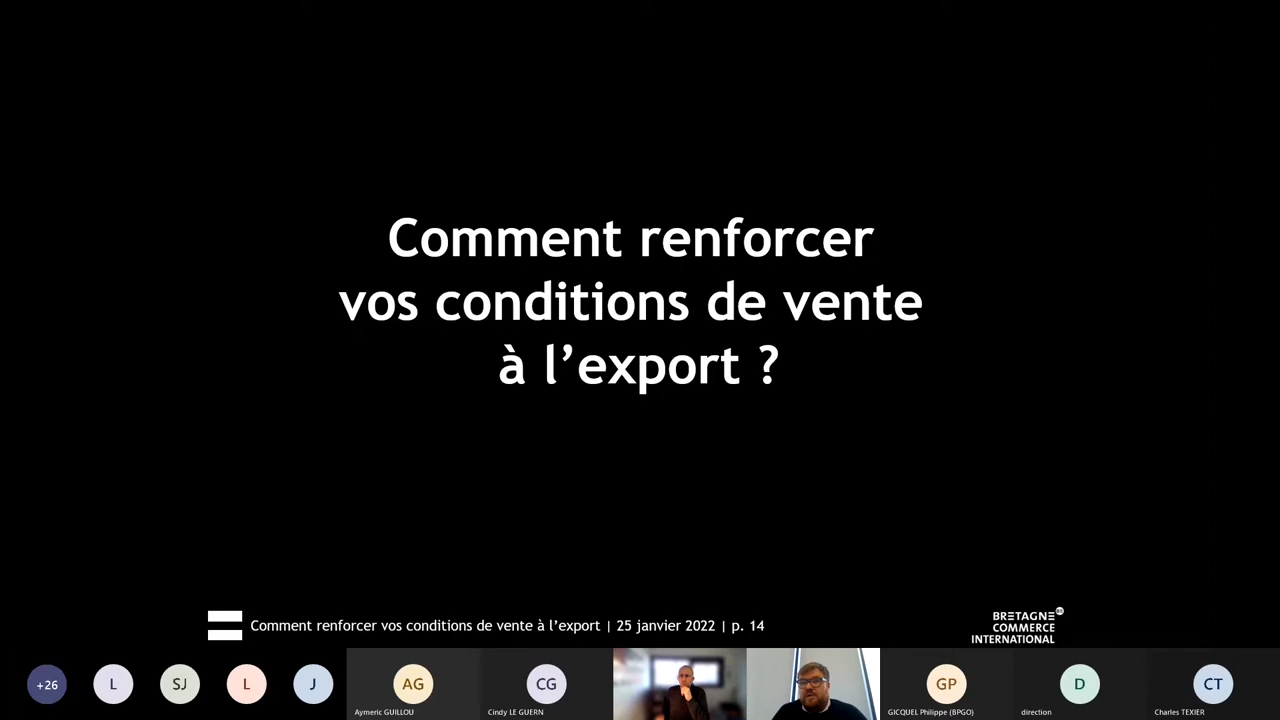 Comment renforcer
vos conditions de vente
à l’export ?
Comment renforcer vos conditions de vente à l’export | 25 janvier 2022 | p. 14
BRETAGNE
COMMERCE
INTERNATIONAL
+26
L
SJ
L
J
AG
Aymeric GUILLOU
CG
Cindy LE GUERN
GP
GICQUEL Philippe (BPGO)
D
direction
CT
Charles TEXIER